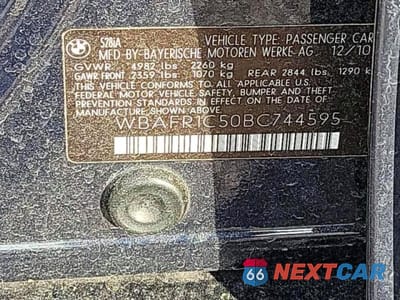 528iA VEHICLE TYPE: PASSENGER CAR
MFD BY-BAYERISCHE MOTOREN WERKE-AG 12/10
GVWR 4982 lbs 2260 kg
GAWR FRONT 2359 lbs 1070 kg REAR 2844 lbs 1290 k
THIS VEHICLE CONFORMS TO ALL APPLICABLE U.S.
FEDERAL MOTOR VEHICLE SAFETY, BUMPER AND THEFT
PREVENTION STANDARDS IN EFFECT ON THE DATE OF
MANUFACTURE SHOWN ABOVE.
WBAFR1C50BC744595
66 NEXTCAR